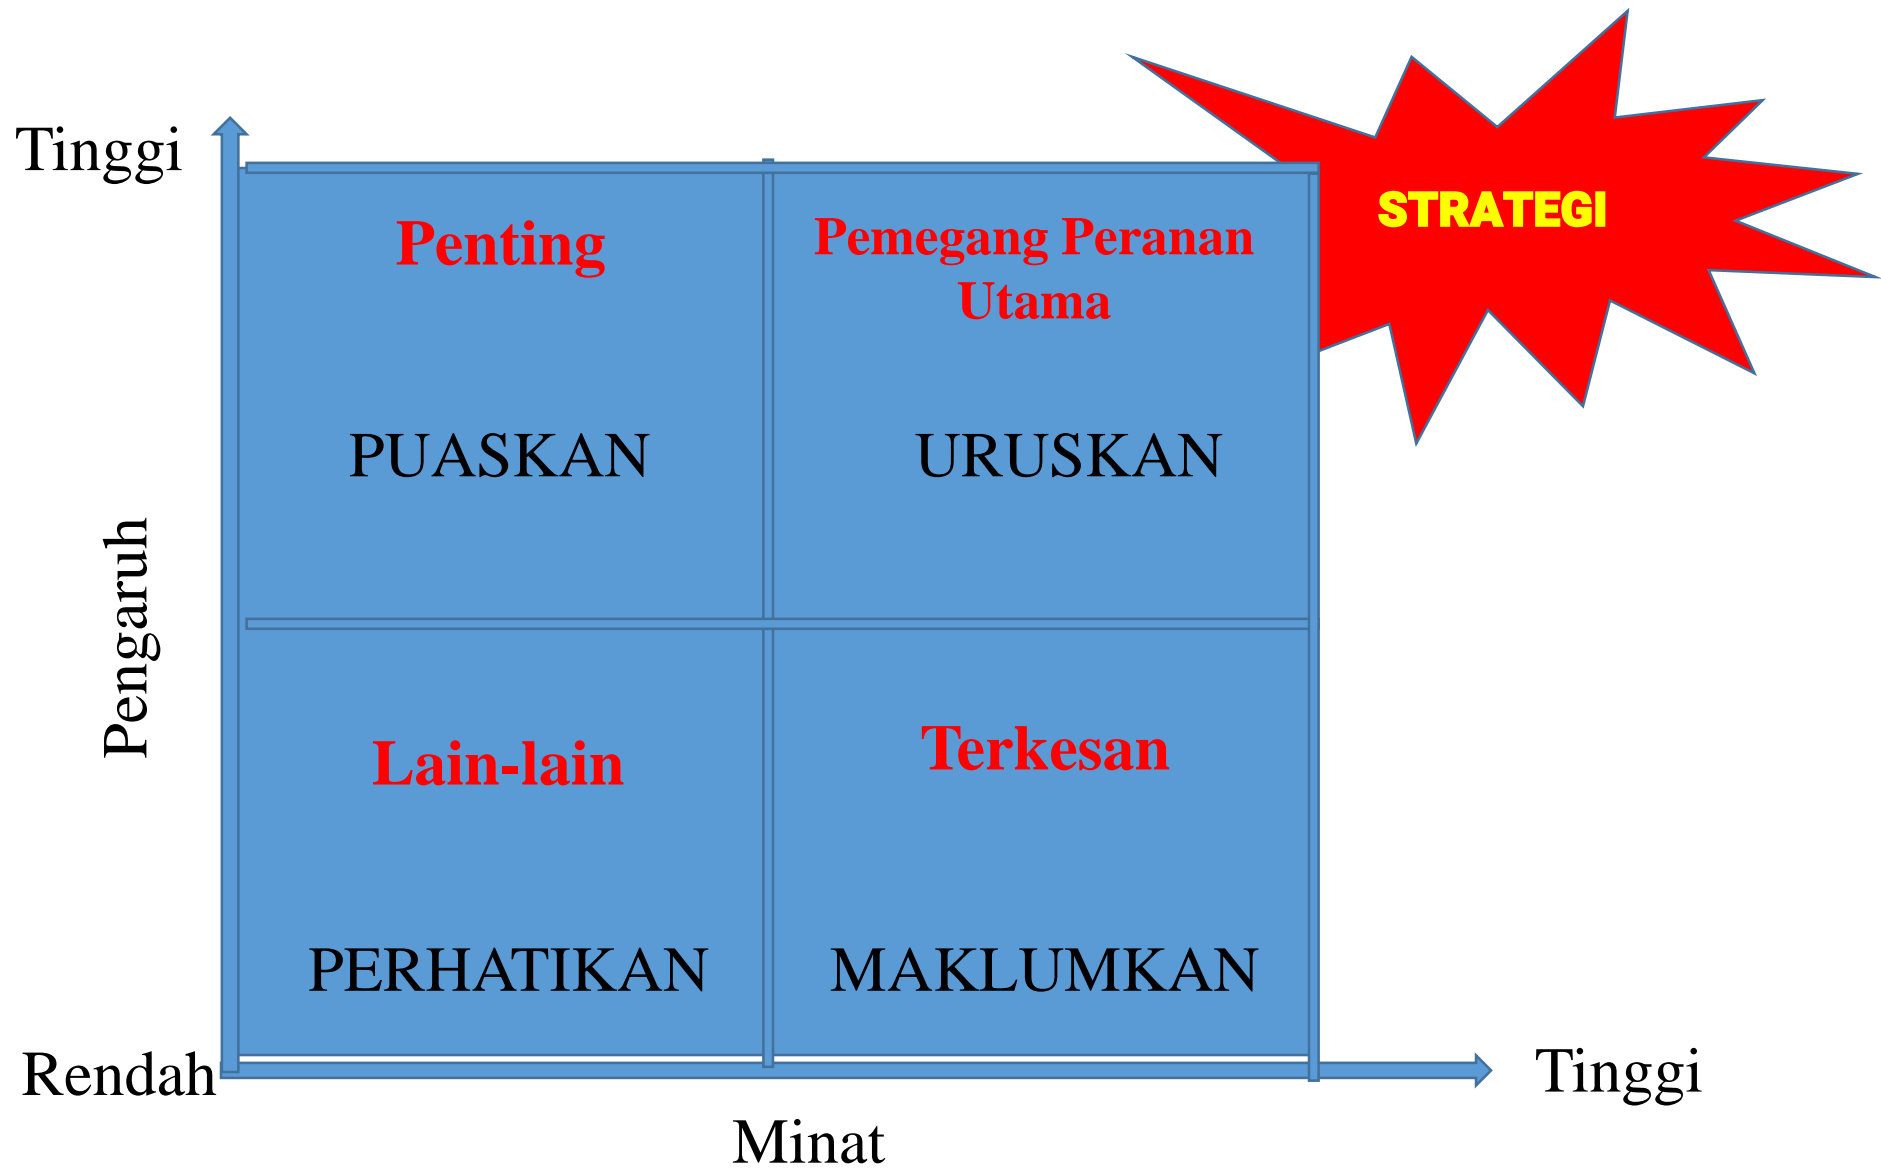 Tinggi
STRATEGI
Penting
Pemegang Peranan
Utama
PUASKAN
URUSKAN
Pengaruh
Lain-lain
Terkesan
PERHATIKAN
MAKLUMKAN
Rendah
Tinggi
Minat